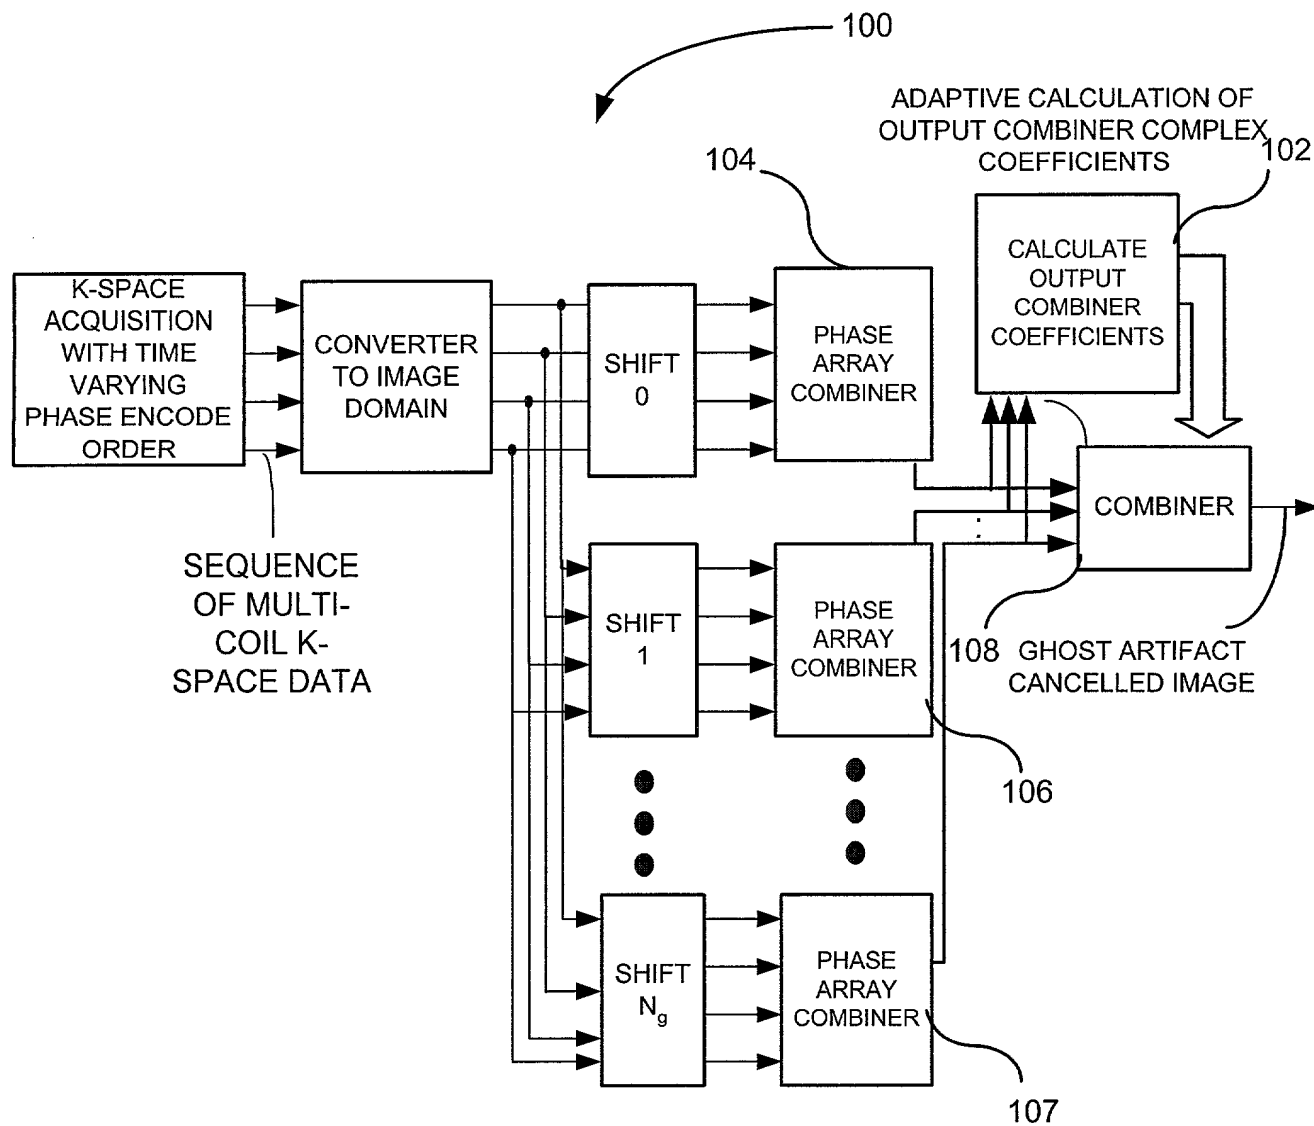 100
ADAPTIVE CALCULATION OF
OUTPUT COMBINER COMPLEX
COEFFICIENTS
102
104
K-SPACE
ACQUISITION
WITH TIME
VARYING
PHASE ENCODE
ORDER
CONVERTER
TO IMAGE
DOMAIN
SHIFT
0
PHASE
ARRAY
COMBINER
CALCULATE
OUTPUT
COMBINER
COEFFICIENTS
COMBINER
SEQUENCE
OF MULTI-
COIL K-
SPACE DATA
SHIFT
1
PHASE
ARRAY
COMBINER
108
GHOST ARTIFACT
CANCELLED IMAGE
106
SHIFT
Ng
PHASE
ARRAY
COMBINER
107